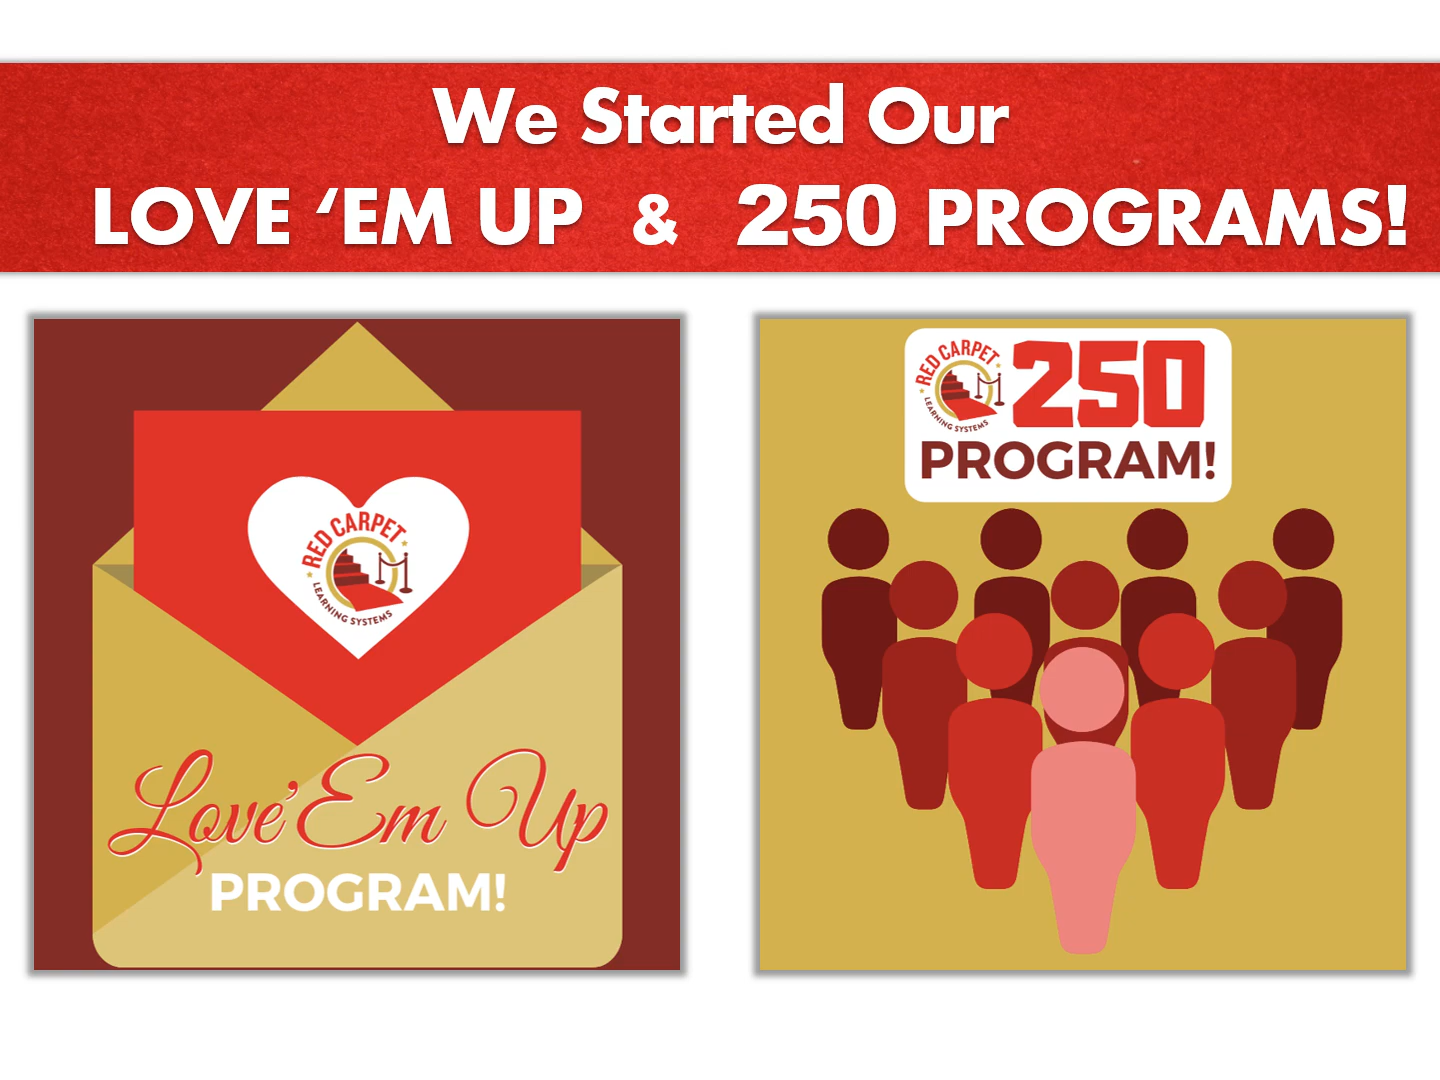 We Started Our
LOVE ‘EM UP & 250 PROGRAMS!
RED CARPET
LEARNING SYSTEMS
Love 'Em Up
PROGRAM!
RED CARPET
LEARNING SYSTEMS
250
PROGRAM!